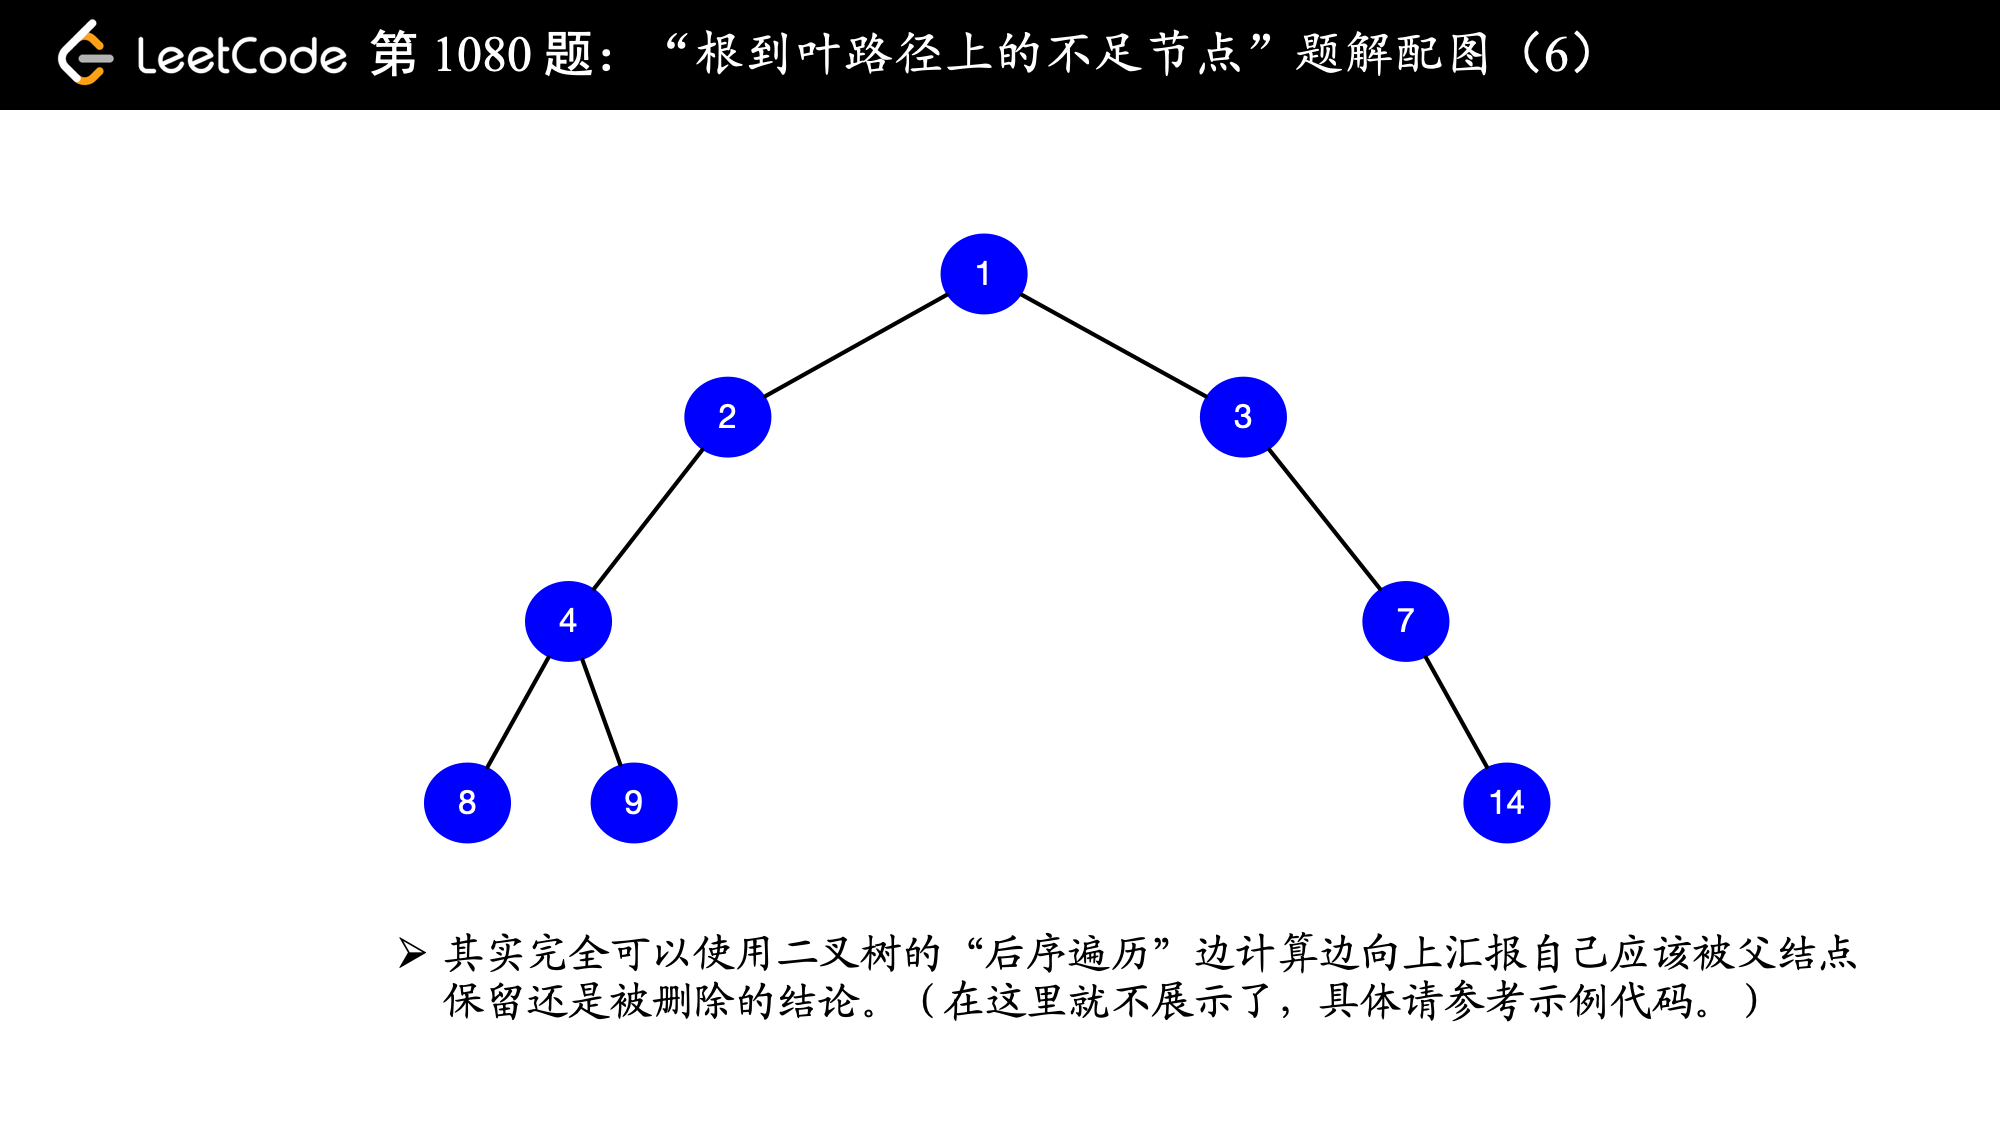 LeetCode 第 1080 题：“根到叶路径上的不足节点”题解配图（6）
1
2
3
4
7
8
9
14
➢ 其实完全可以使用二叉树的“后序遍历”边计算边向上汇报自己应该被父结点
保留还是被删除的结论。（在这里就不展示了，具体请参考示例代码。）